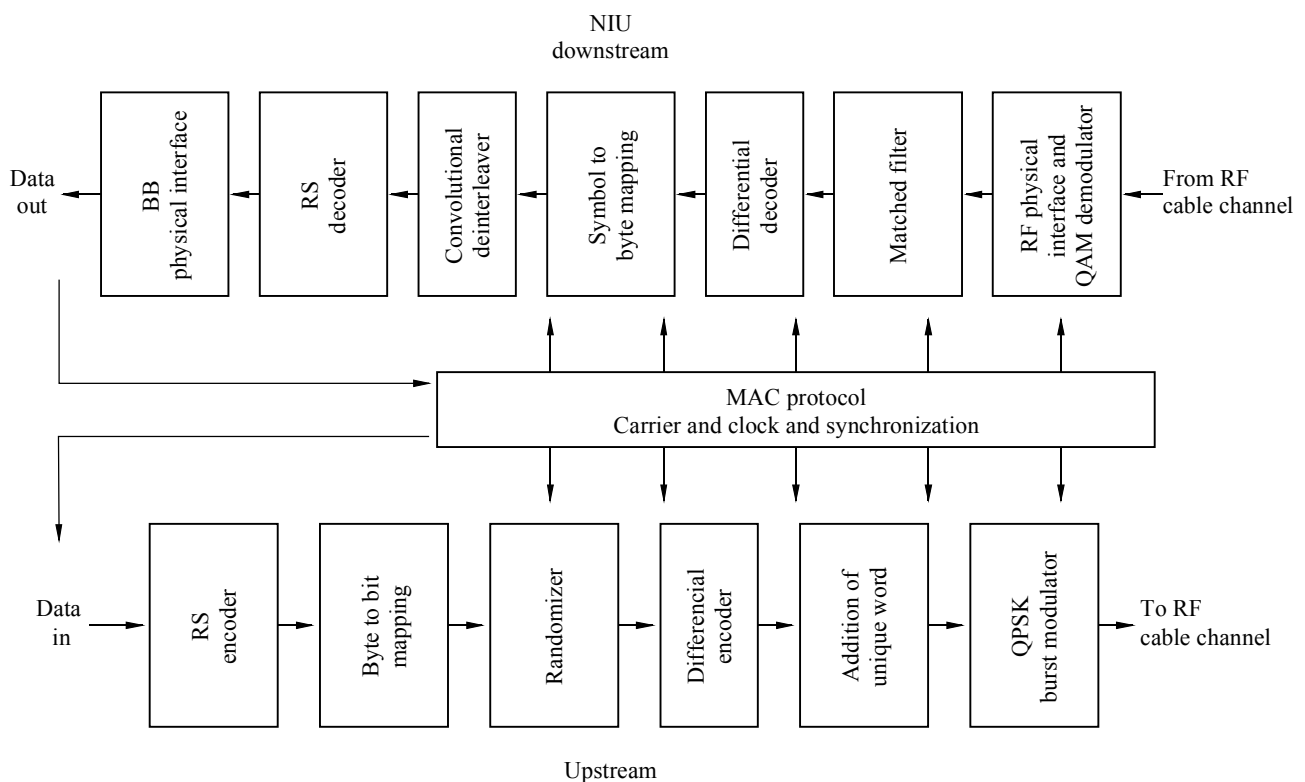 NIU
downstream
Data
out
BB
physical interface
RS
decoder
Convolutional
deinterleaver
Symbol to
byte mapping
Differential
decoder
Matched filter
RF physical
interface and
QAM demodulator
From RF
cable channel
MAC protocol
Carrier and clock and synchronization
Data
in
RS
encoder
Byte to bit
mapping
Randomizer
Differencial
encoder
Addition of
unique word
QPSK
burst modulator
To RF
cable channel
Upstream